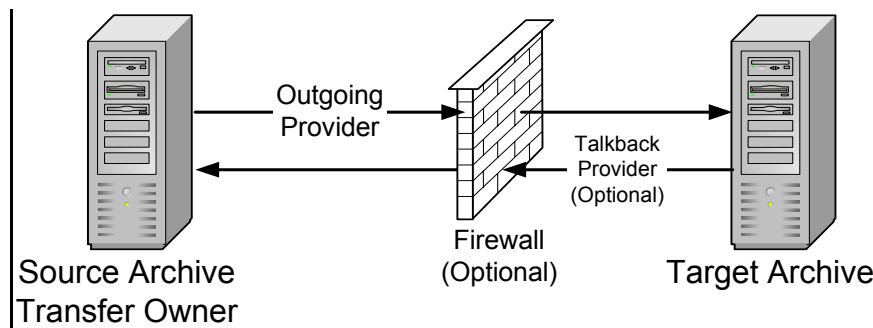 Outgoing
Provider
Talkback
Provider
(Optional)
Firewall
(Optional)
Source Archive
Transfer Owner
Target Archive